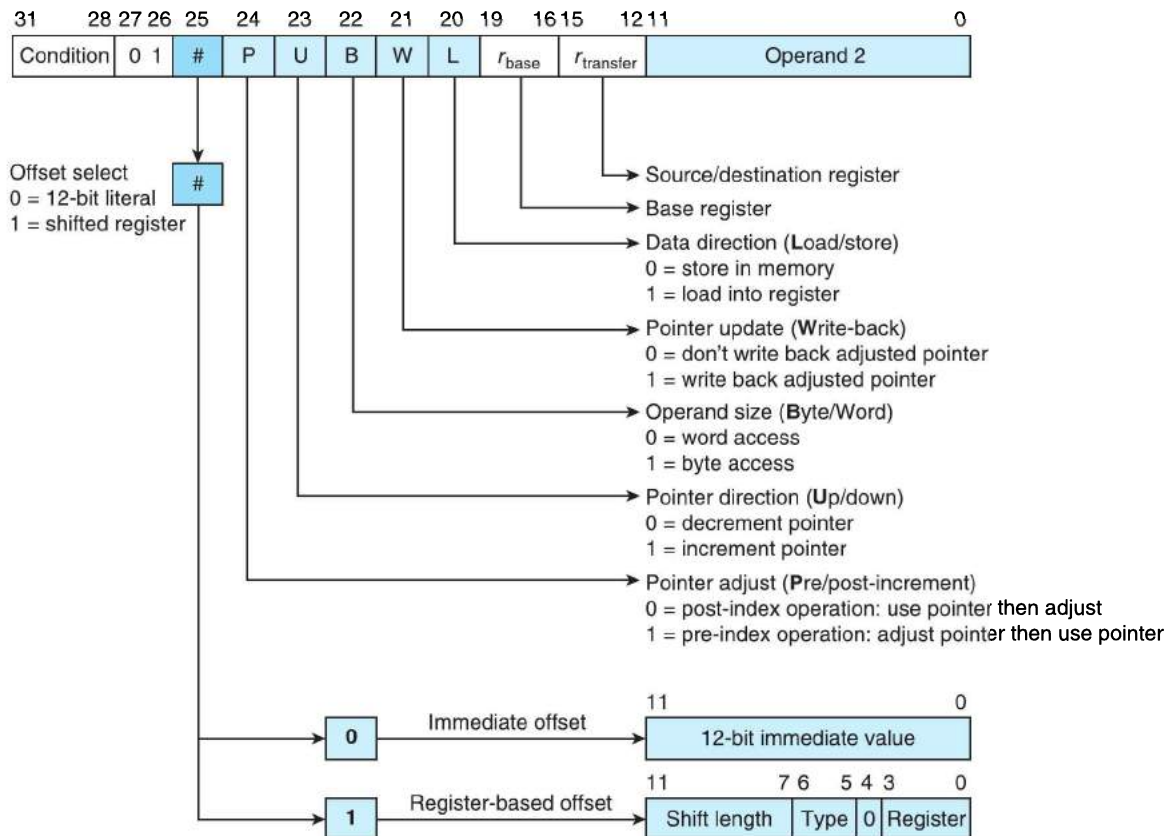 31 28 27 26 25 24 23 22 21 20 19 16 15 12 11 0
Condition 0 1 # P U B W L r_base r_transfer Operand 2
Offset select
0 = 12-bit literal
1 = shifted register
#
Source/destination register
Base register
Data direction (Load/store)
0 = store in memory
1 = load into register
Pointer update (Write-back)
0 = don't write back adjusted pointer
1 = write back adjusted pointer
Operand size (Byte/Word)
0 = word access
1 = byte access
Pointer direction (Up/down)
0 = decrement pointer
1 = increment pointer
Pointer adjust (Pre/post-increment)
0 = post-index operation: use pointer then adjust
1 = pre-index operation: adjust pointer then use pointer
11 0
0 Immediate offset 12-bit immediate value
11 7 6 5 4 3 0
1 Register-based offset Shift length Type 0 Register